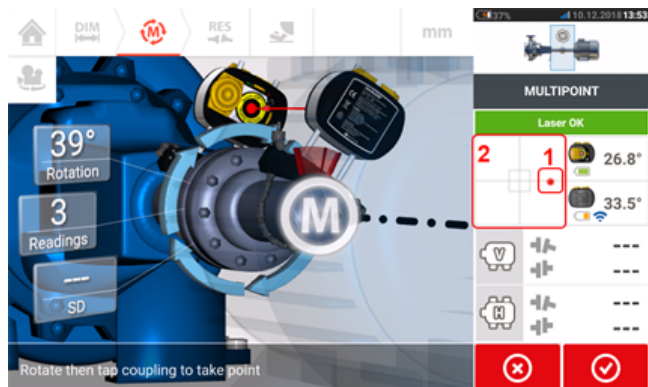 DIM
M
RES
mm
37%
10.12.2018 13:53
MULTIPOINT
Laser OK
39°
Rotation
3
Readings
---
SD
M
2
1
26.8°
33.5°
V
---
---
H
---
---
Rotate then tap coupling to take point